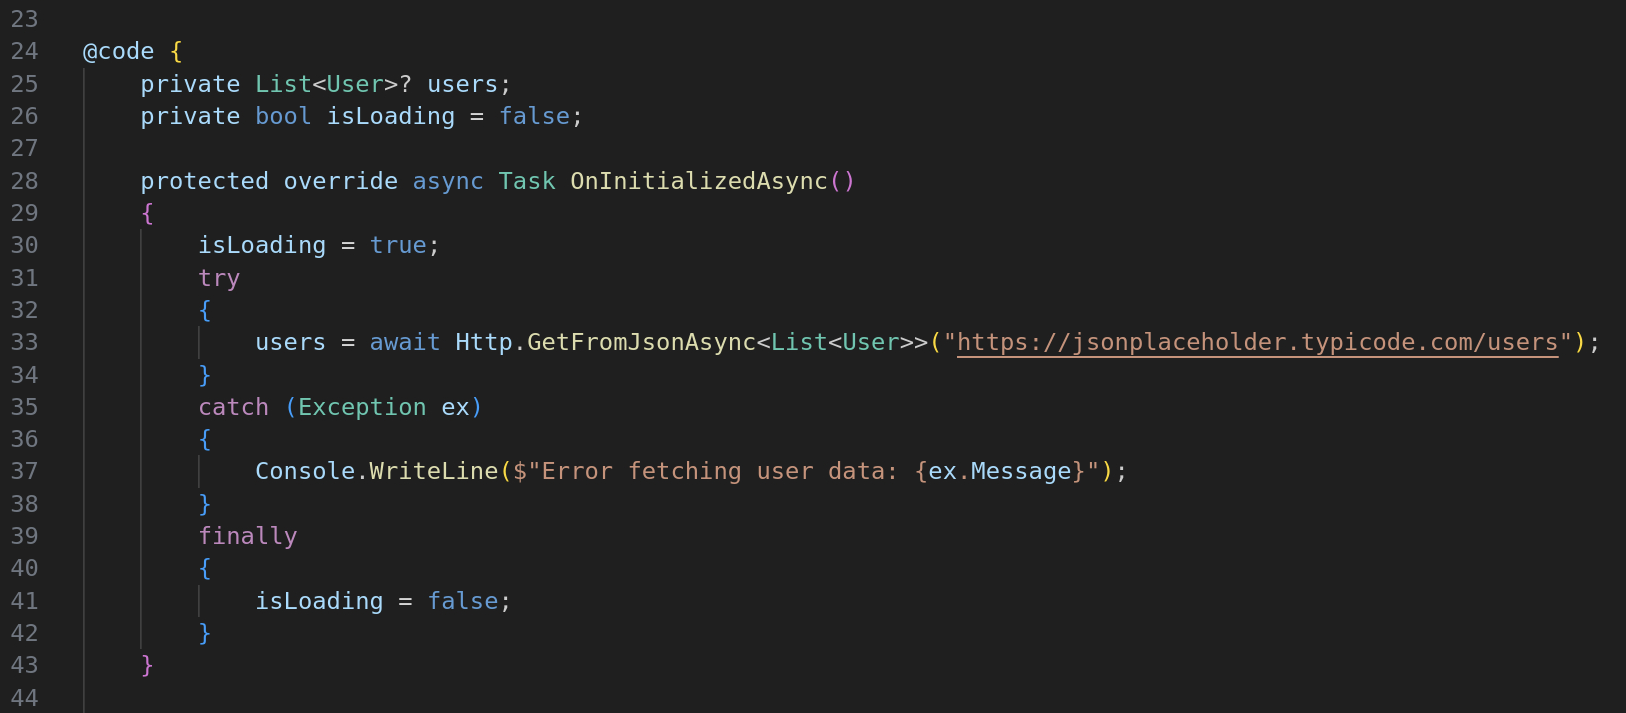 23
24 @code {
25     private List<User>? users;
26     private bool isLoading = false;
27
28     protected override async Task OnInitializedAsync()
29     {
30         isLoading = true;
31         try
32         {
33             users = await Http.GetFromJsonAsync<List<User>>("https://jsonplaceholder.typicode.com/users");
34         }
35         catch (Exception ex)
36         {
37             Console.WriteLine($"Error fetching user data: {ex.Message}");
38         }
39         finally
40         {
41             isLoading = false;
42         }
43     }
44